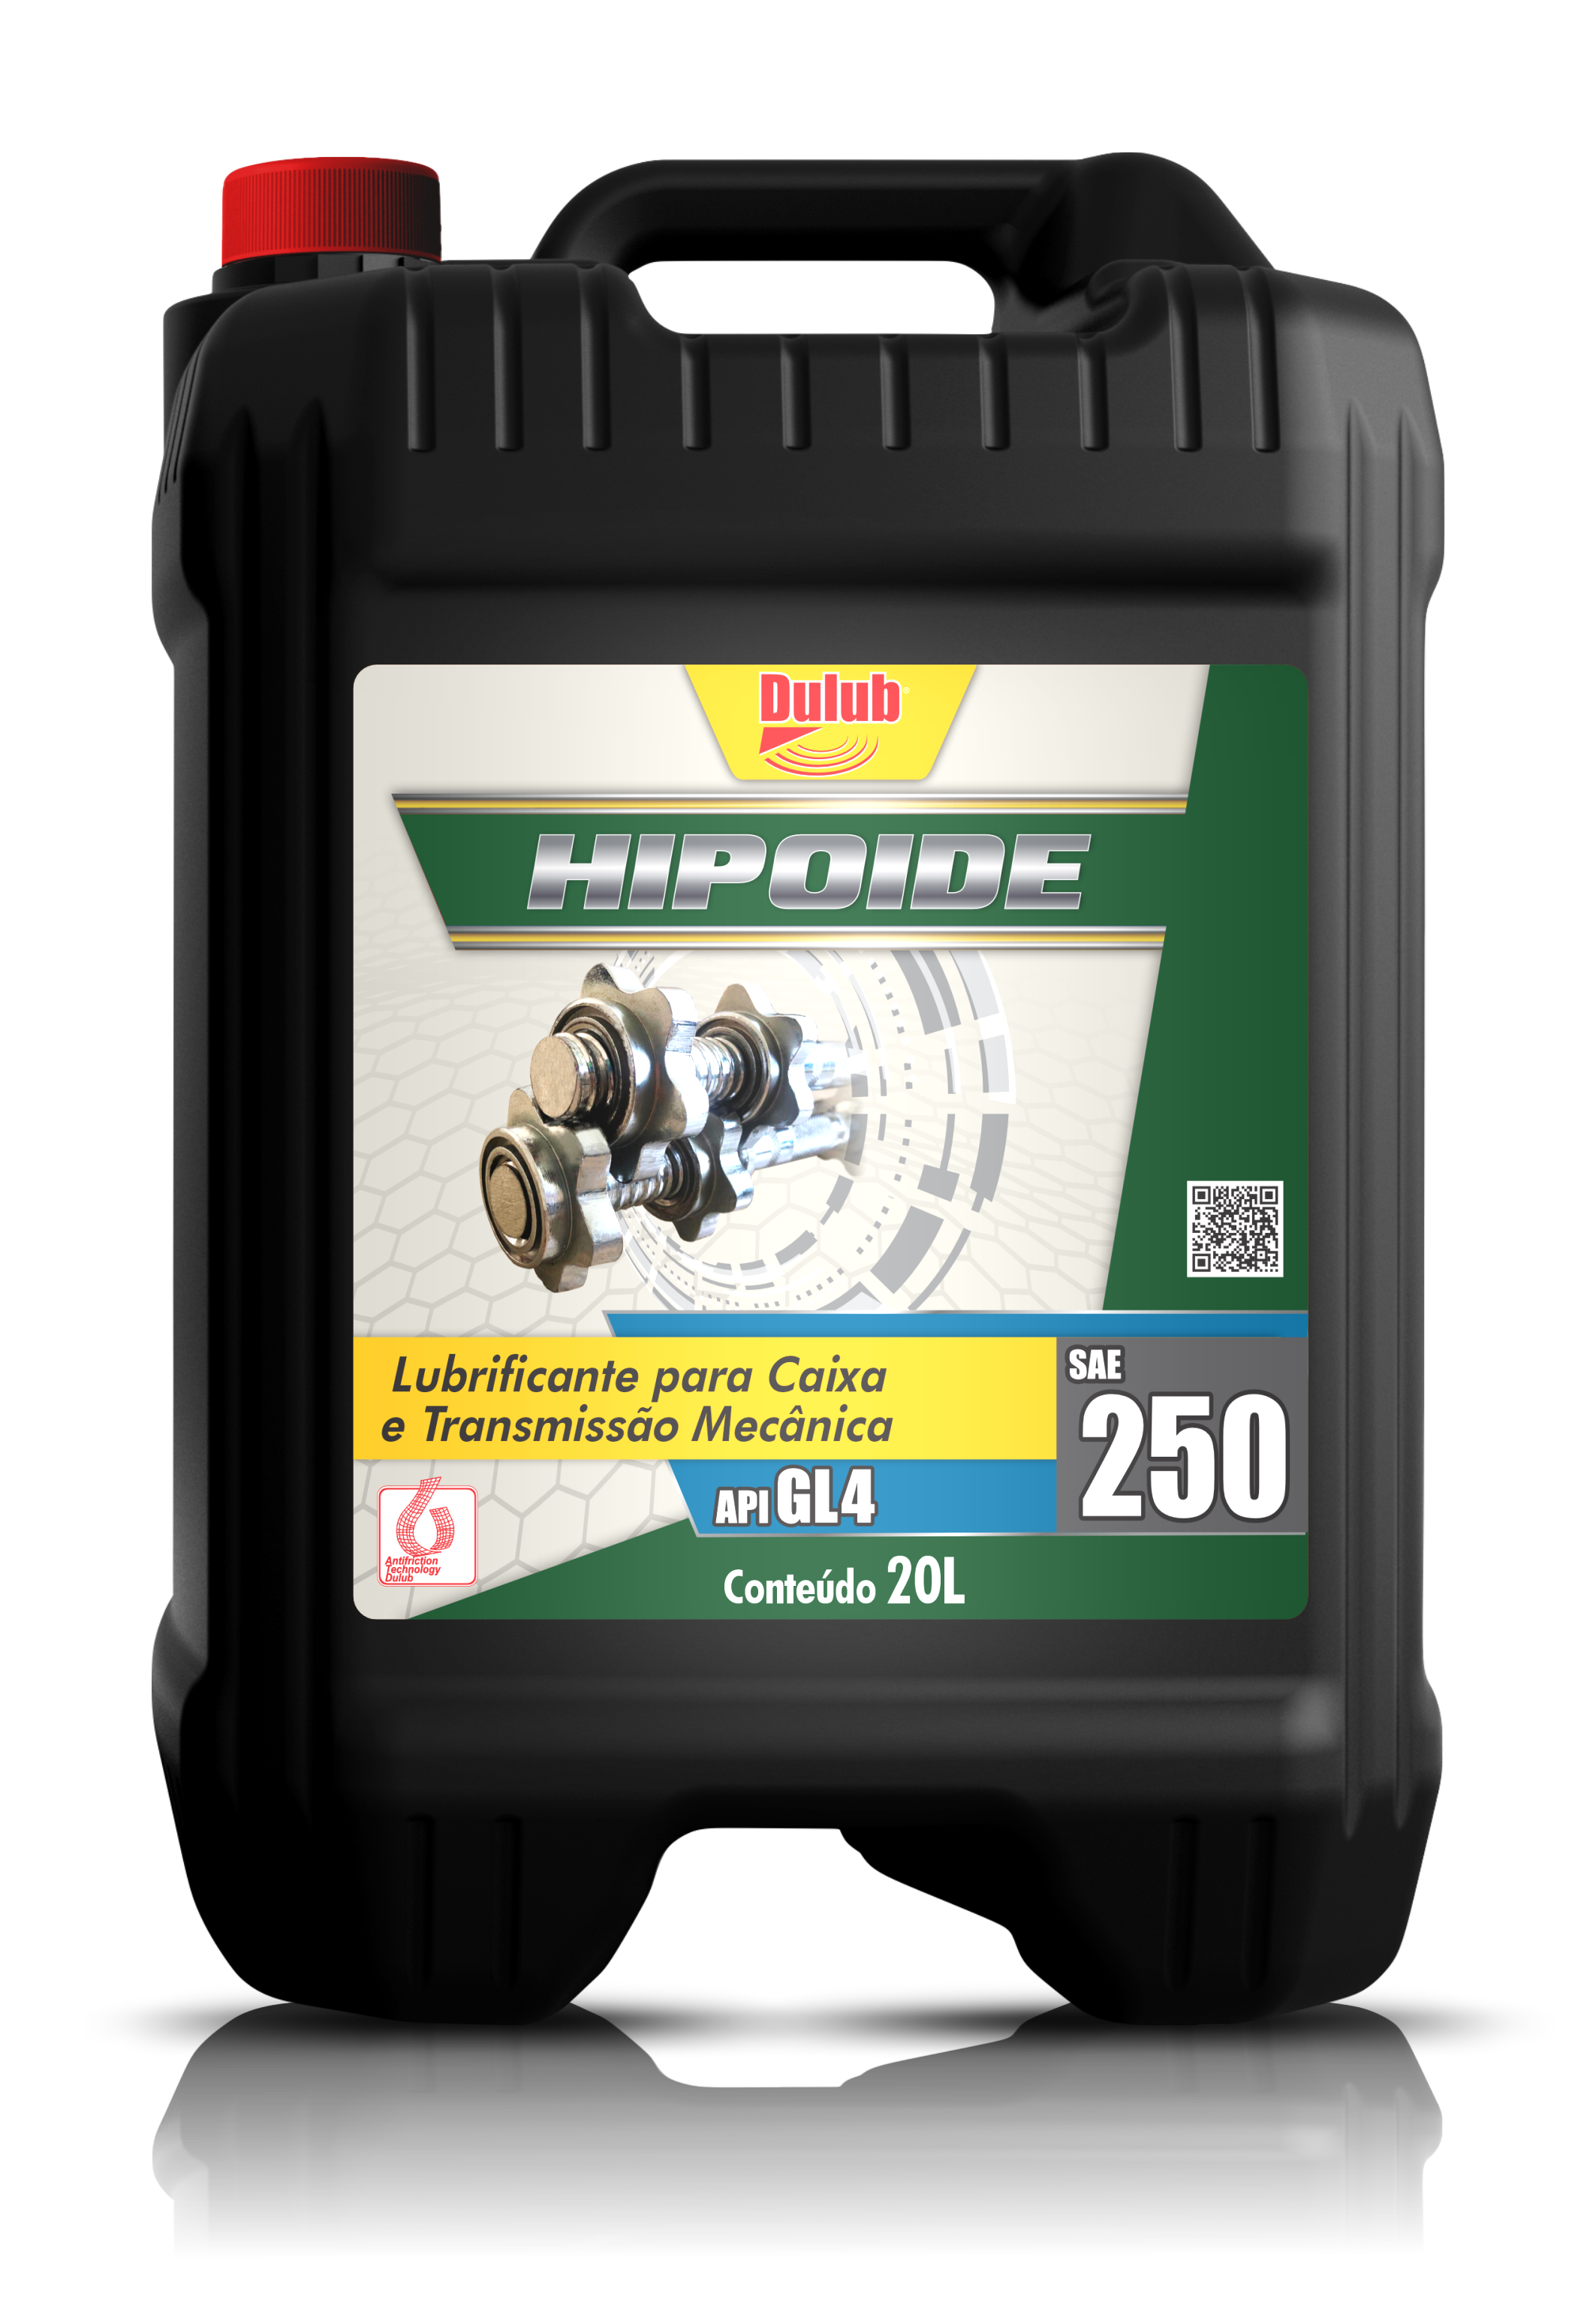 Dulub
HIPOIDE
Lubrificante para Caixa
e Transmissão Mecânica
SAE
250
API GL4
Antifriction
Technology
Dulub
Conteúdo 20L